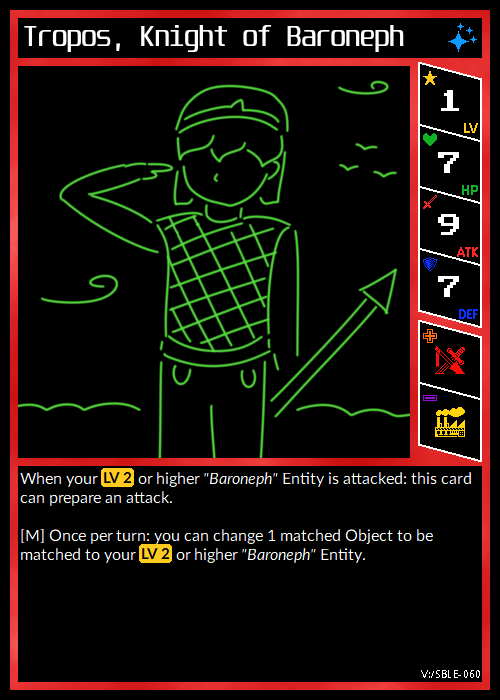 Tropos, Knight of Baroneph
1
LV
7
HP
9
ATK
7
DEF
When your LV 2 or higher "Baroneph" Entity is attacked: this card
can prepare an attack.
[M] Once per turn: you can change 1 matched Object to be
matched to your LV 2 or higher "Baroneph" Entity.
V:/SBLE-060